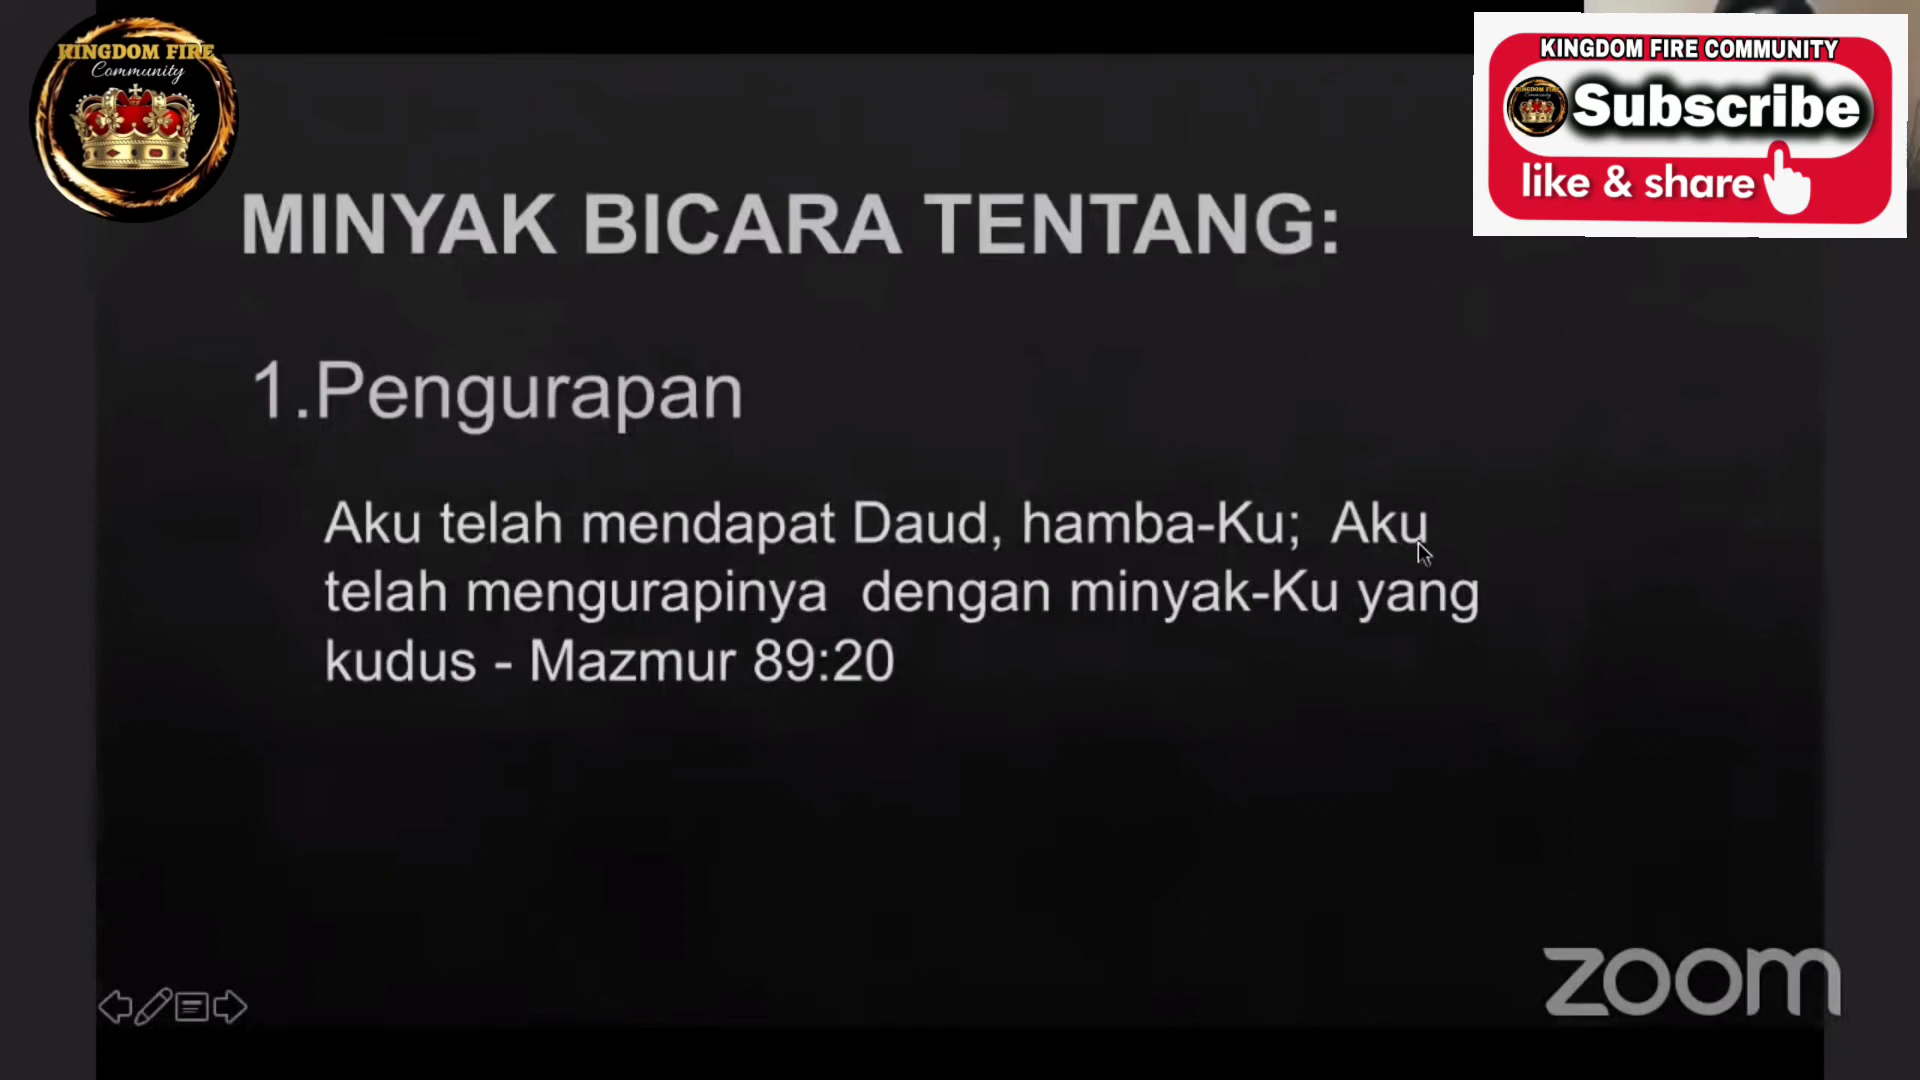 KINGDOM FIRE
Community
KINGDOM FIRE COMMUNITY
Subscribe
like & share
MINYAK BICARA TENTANG:
1.Pengurapan
Aku telah mendapat Daud, hamba-Ku; Aku
telah mengurapinya dengan minyak-Ku yang
kudus - Mazmur 89:20
zoom